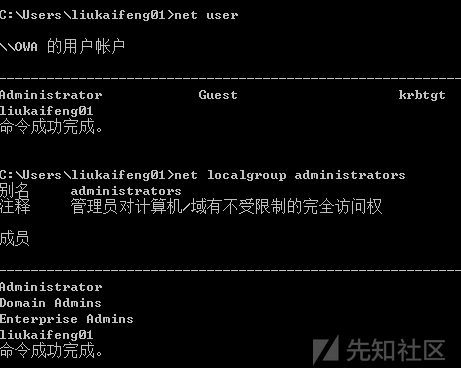 C:\Users\liukaifeng01>net user
\\OWA 的用户帐户
-------------------------------------------------------------------------------
Administrator Guest krbtgt
liukaifeng01
命令成功完成。
C:\Users\liukaifeng01>net localgroup administrators
别名 administrators
注释 管理员对计算机/域有不受限制的完全访问权
成员
-------------------------------------------------------------------------------
Administrator
Domain Admins
Enterprise Admins
liukaifeng01
命令成功完成。
先知社区